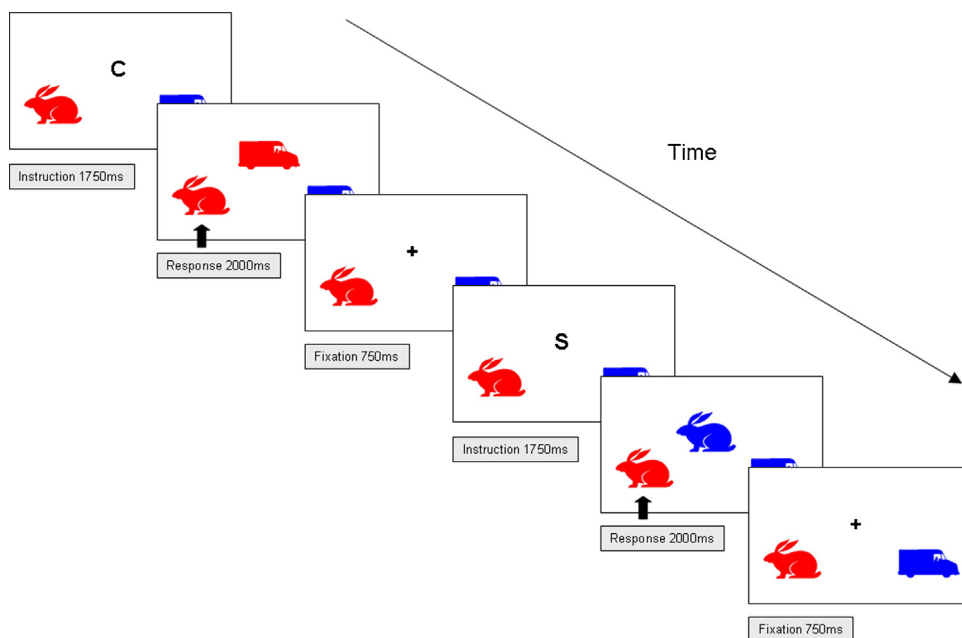 C
Time
Instruction 1750ms
Response 2000ms
+
Fixation 750ms
S
Instruction 1750ms
Response 2000ms
+
Fixation 750ms